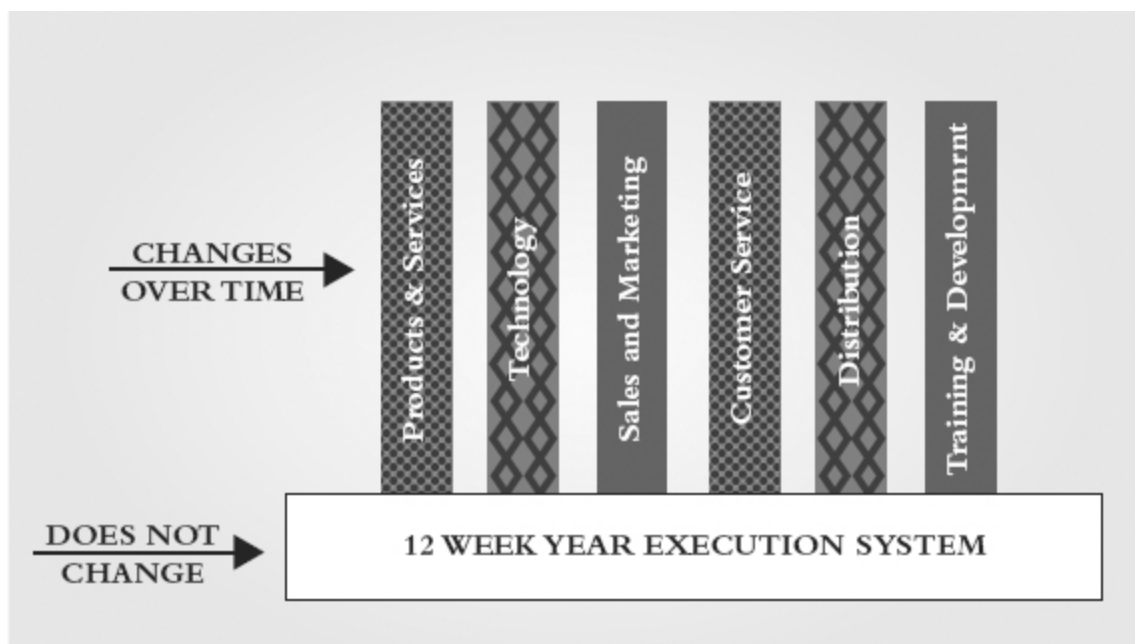 CHANGES
OVER TIME
Products & Services
Technology
Sales and Marketing
Customer Service
Distribution
Training & Developmrnt
DOES NOT
CHANGE
12 WEEK YEAR EXECUTION SYSTEM